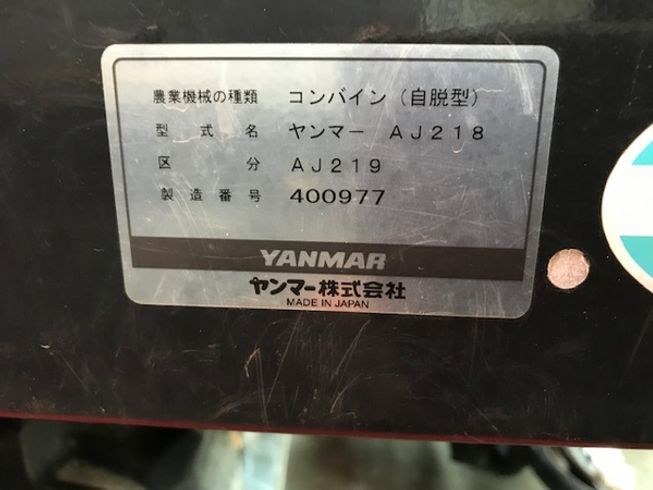 農業機械の種類 コンバイン（自脱型）
型式名 ヤンマー AJ218
区分 AJ219
製造番号 400977
YANMAR
ヤンマー株式会社
MADE IN JAPAN